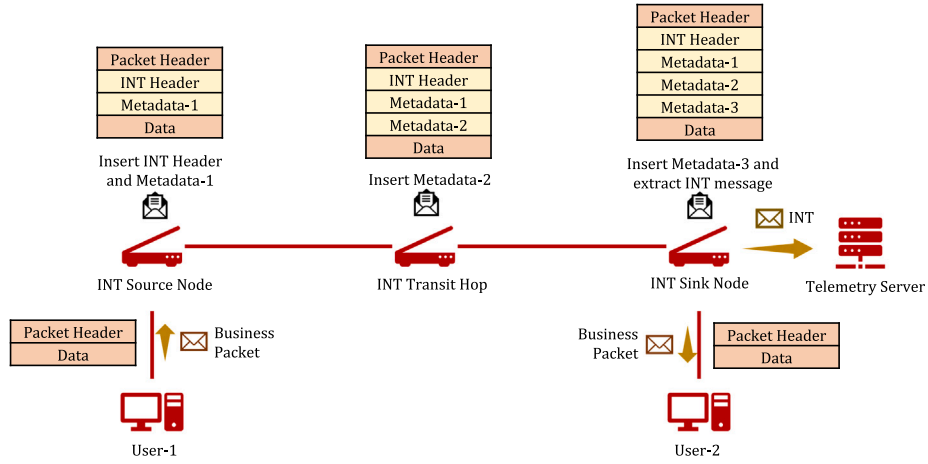 Packet Header
INT Header
Metadata-1
Data
Insert INT Header
and Metadata-1
Packet Header
INT Header
Metadata-1
Metadata-2
Data
Insert Metadata-2
Packet Header
INT Header
Metadata-1
Metadata-2
Metadata-3
Data
Insert Metadata-3 and
extract INT message
INT
INT Source Node
INT Transit Hop
INT Sink Node
Telemetry Server
Packet Header
Data
Business
Packet
Business
Packet
Packet Header
Data
User-1
User-2